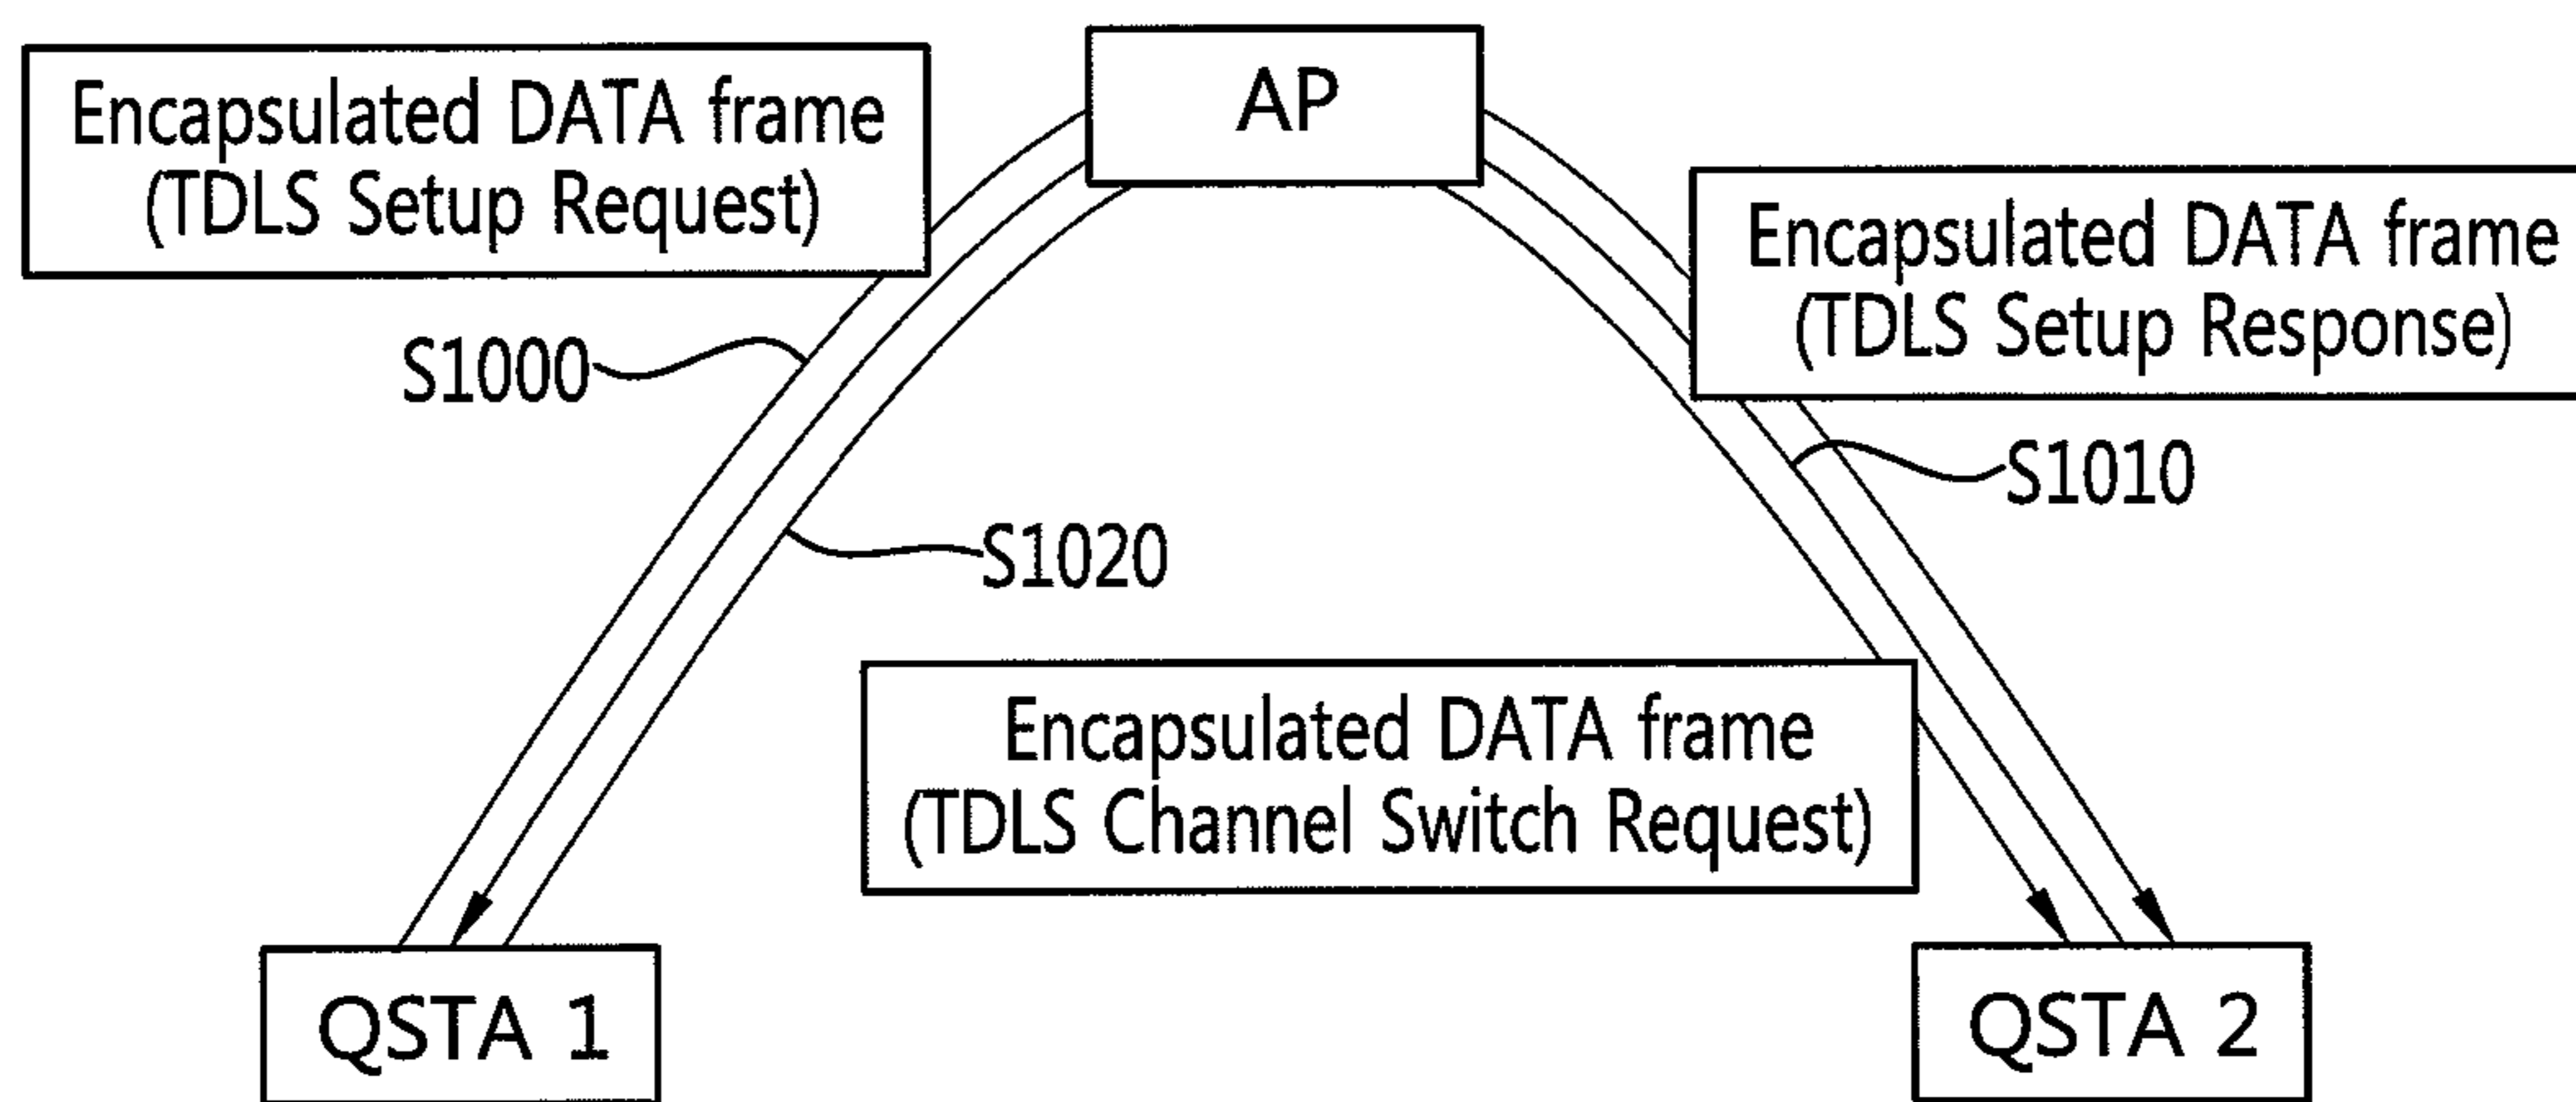 AP
Encapsulated DATA frame
(TDLS Setup Request)
Encapsulated DATA frame
(TDLS Setup Response)
S1000
S1010
S1020
Encapsulated DATA frame
(TDLS Channel Switch Request)
QSTA 1
QSTA 2